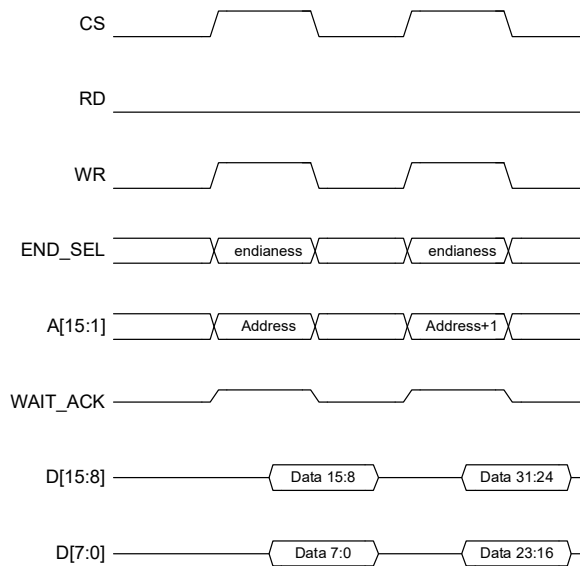 CS
RD
WR
END_SEL endianess endianess
A[15:1] Address Address+1
WAIT_ACK
D[15:8] Data 15:8 Data 31:24
D[7:0] Data 7:0 Data 23:16